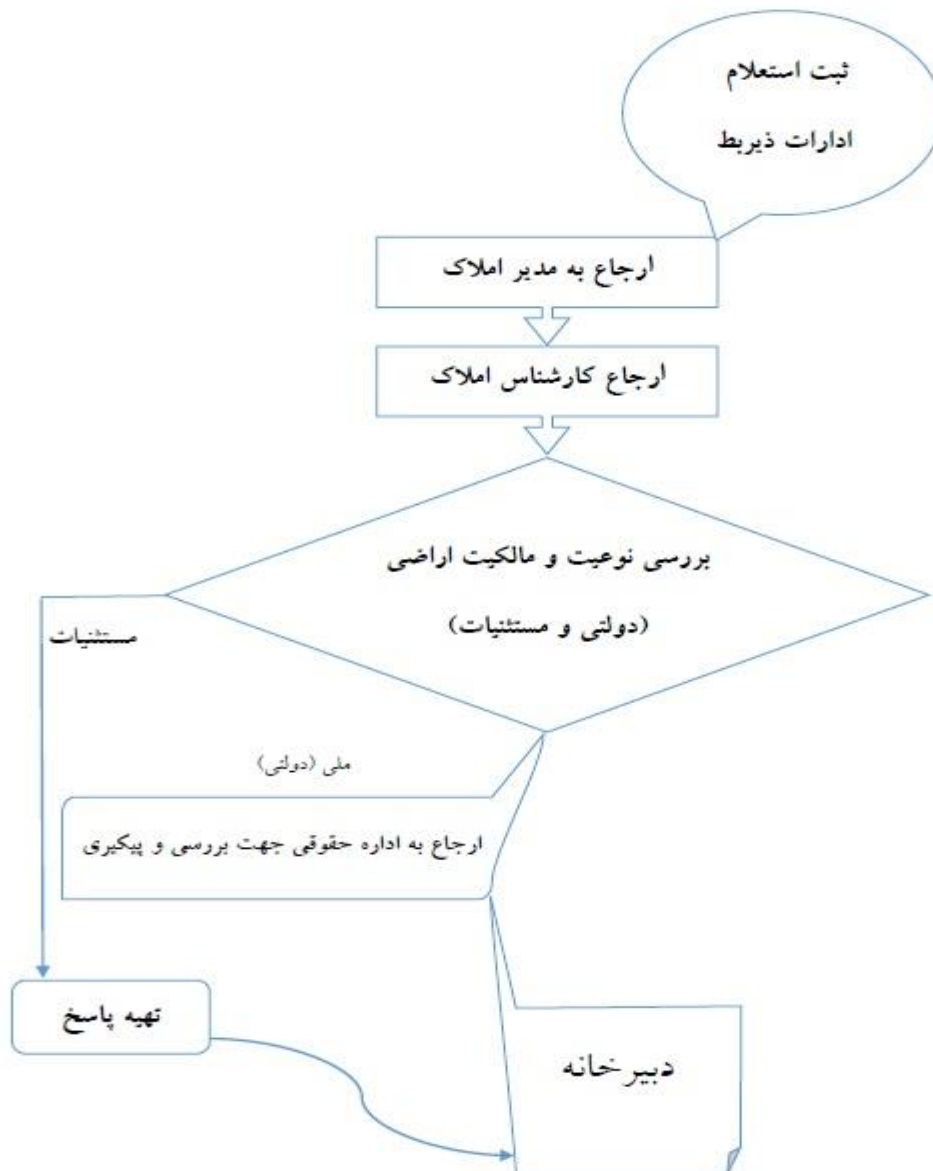 ثبت استعلام
ادارات ذیربط
ارجاع به مدیر املاک
ارجاع کارشناس املاک
بررسی نوعیت و مالکیت اراضی
(دولتی و مستثنیات)
مستثنیات
ملی (دولتی)
ارجاع به اداره حقوقی جهت بررسی و پیکیری
تهیه پاسخ
دبیرخانه